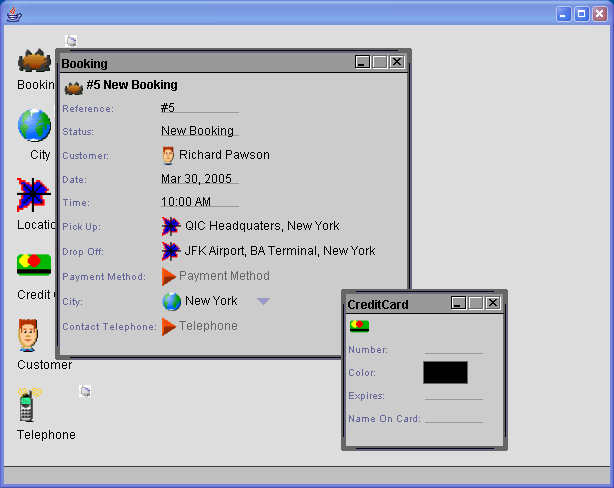 Booking
#5 New Booking
Reference: #5
Status: New Booking
Customer: Richard Pawson
Date: Mar 30, 2005
Time: 10:00 AM
Pick Up: QIC Headquaters, New York
Drop Off: JFK Airport, BA Terminal, New York
Payment Method: Payment Method
City: New York
Contact Telephone: Telephone
CreditCard
Number:
Color:
Expires:
Name On Card:
Bookin
City
Locatio
Credit
Customer
Telephone